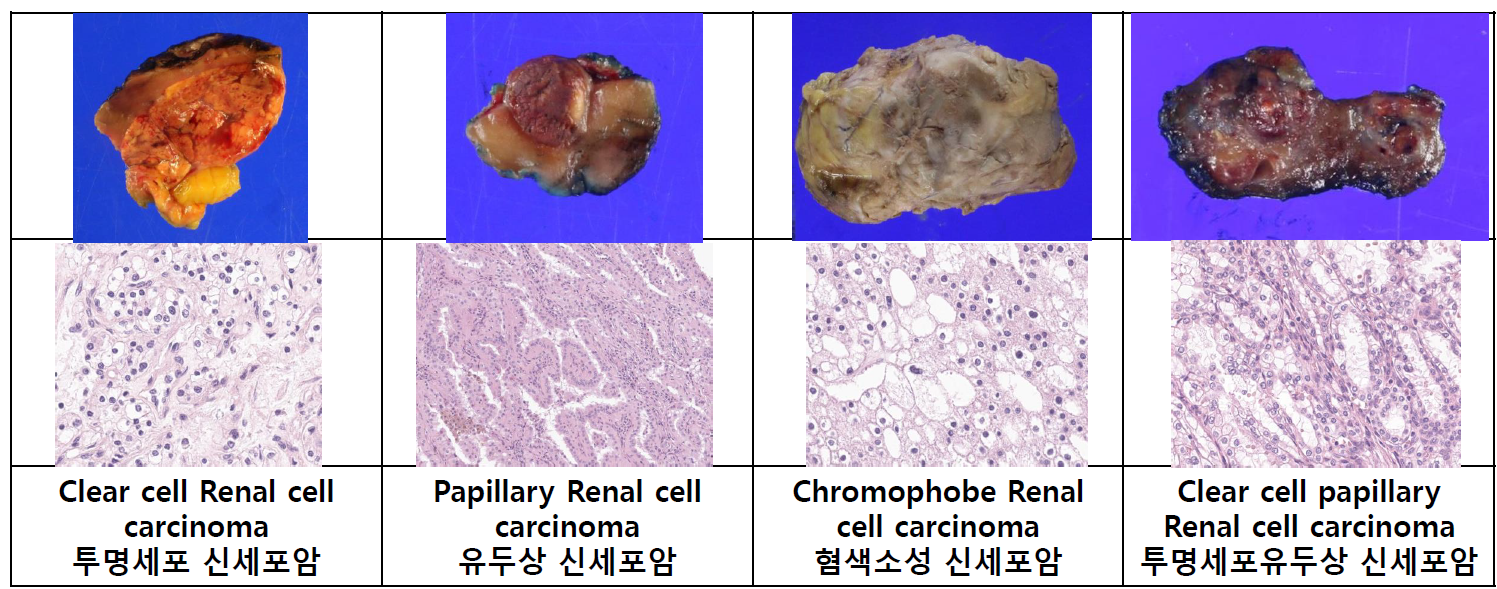 Clear cell Renal cell
carcinoma
투명세포 신세포암
Papillary Renal cell
carcinoma
유두상 신세포암
Chromophobe Renal
cell carcinoma
혐색소성 신세포암
Clear cell papillary
Renal cell carcinoma
투명세포유두상 신세포암